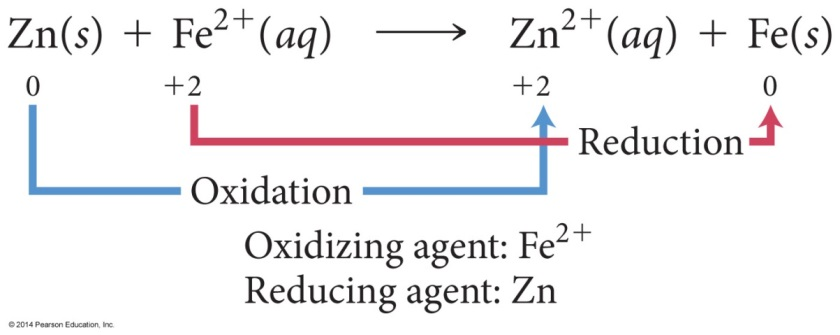 Zn(s) + Fe²⁺(aq) ⟶ Zn²⁺(aq) + Fe(s)
0 +2 +2 0
Reduction
Oxidation
Oxidizing agent: Fe²⁺
Reducing agent: Zn
© 2014 Pearson Education, Inc.